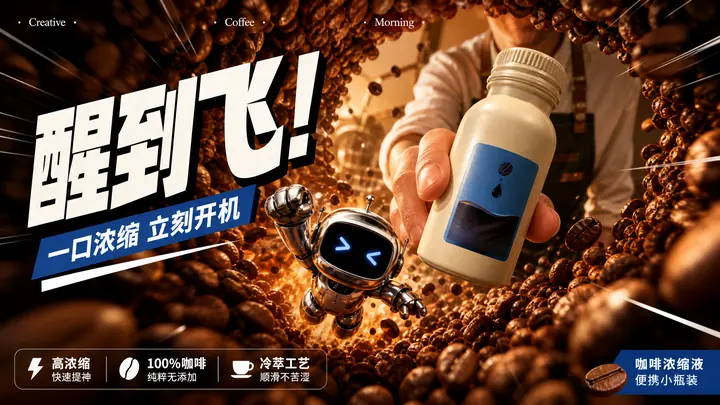 • Creative • Coffee • Morning •
醒到飞!
一口浓缩 立刻开机
高浓缩
快速提神
100%咖啡
纯粹无添加
冷萃工艺
顺滑不苦涩
咖啡浓缩液
便携小瓶装